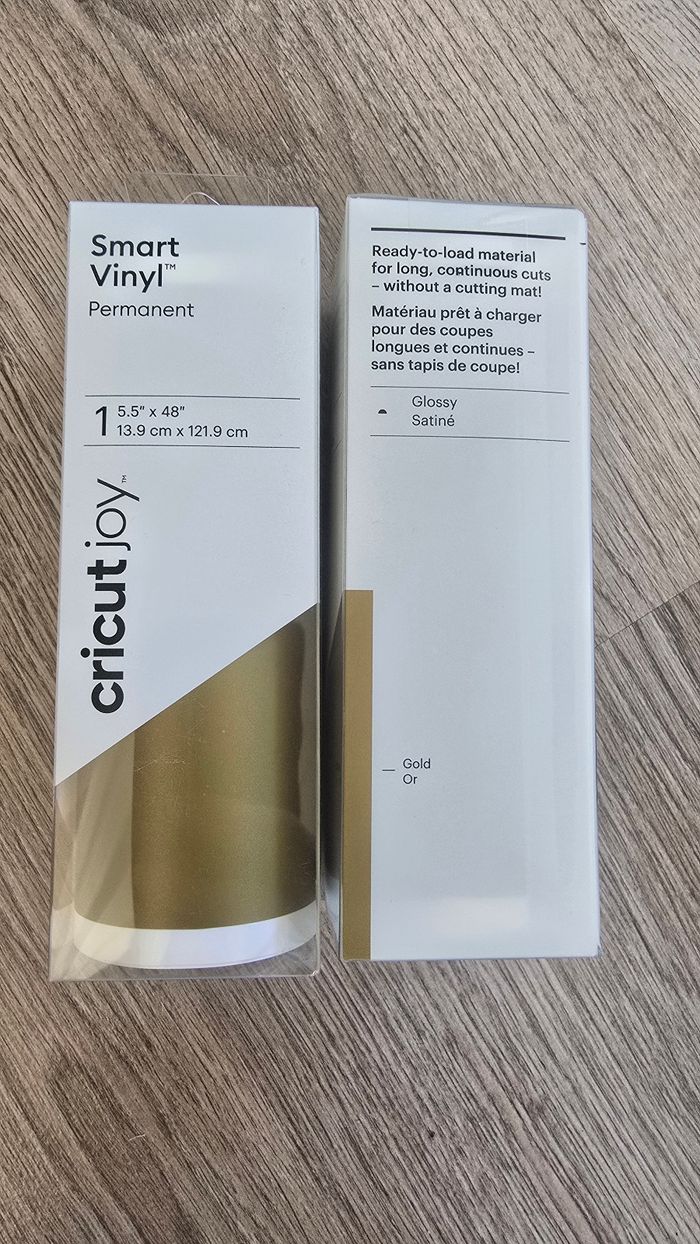 Smart
Vinyl™
Permanent
1 5.5" x 48"
13.9 cm x 121.9 cm
cricut joy™
Ready-to-load material
for long, continuous cuts
– without a cutting mat!
Matériau prêt à charger
pour des coupes
longues et continues –
sans tapis de coupe!
Glossy
Satiné
— Gold
Or